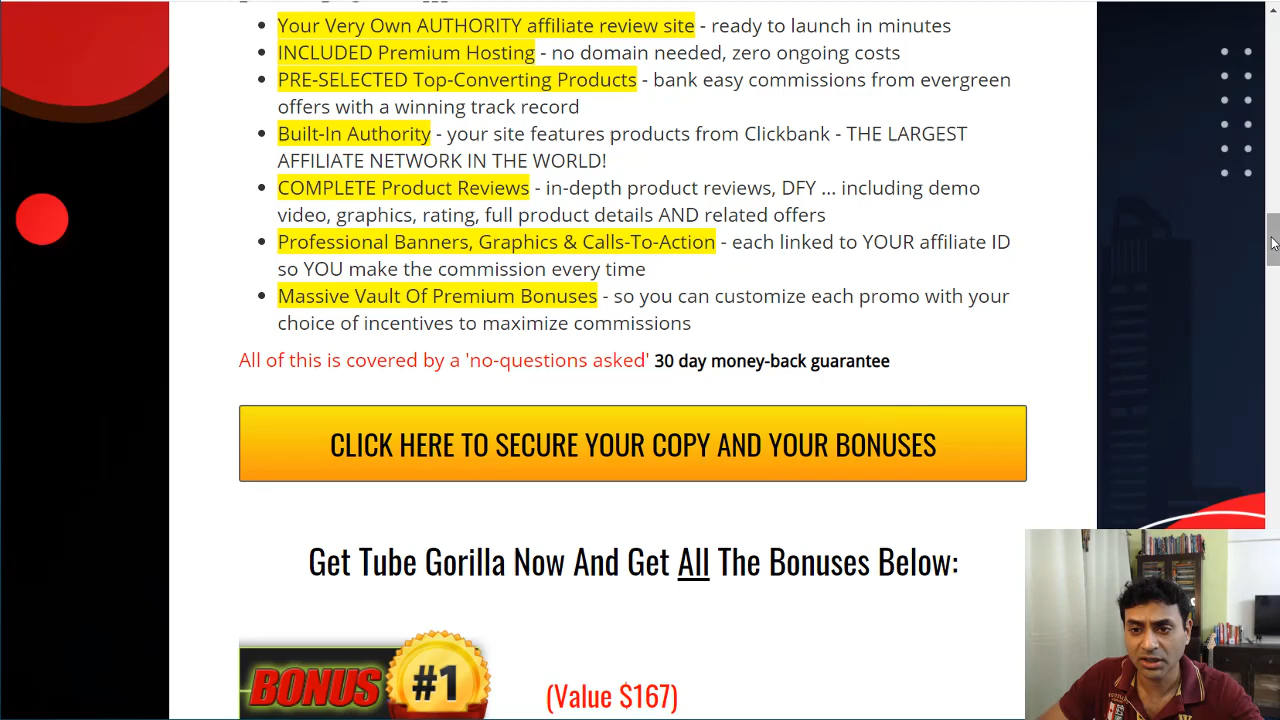 Your Very Own AUTHORITY affiliate review site - ready to launch in minutes
INCLUDED Premium Hosting - no domain needed, zero ongoing costs
PRE-SELECTED Top-Converting Products - bank easy commissions from evergreen
offers with a winning track record
Built-In Authority - your site features products from Clickbank - THE LARGEST
AFFILIATE NETWORK IN THE WORLD!
COMPLETE Product Reviews - in-depth product reviews, DFY ... including demo
video, graphics, rating, full product details AND related offers
Professional Banners, Graphics & Calls-To-Action - each linked to YOUR affiliate ID
so YOU make the commission every time
Massive Vault Of Premium Bonuses - so you can customize each promo with your
choice of incentives to maximize commissions
All of this is covered by a 'no-questions asked' 30 day money-back guarantee
CLICK HERE TO SECURE YOUR COPY AND YOUR BONUSES
Get Tube Gorilla Now And Get All The Bonuses Below:
BONUS #1
(Value $167)